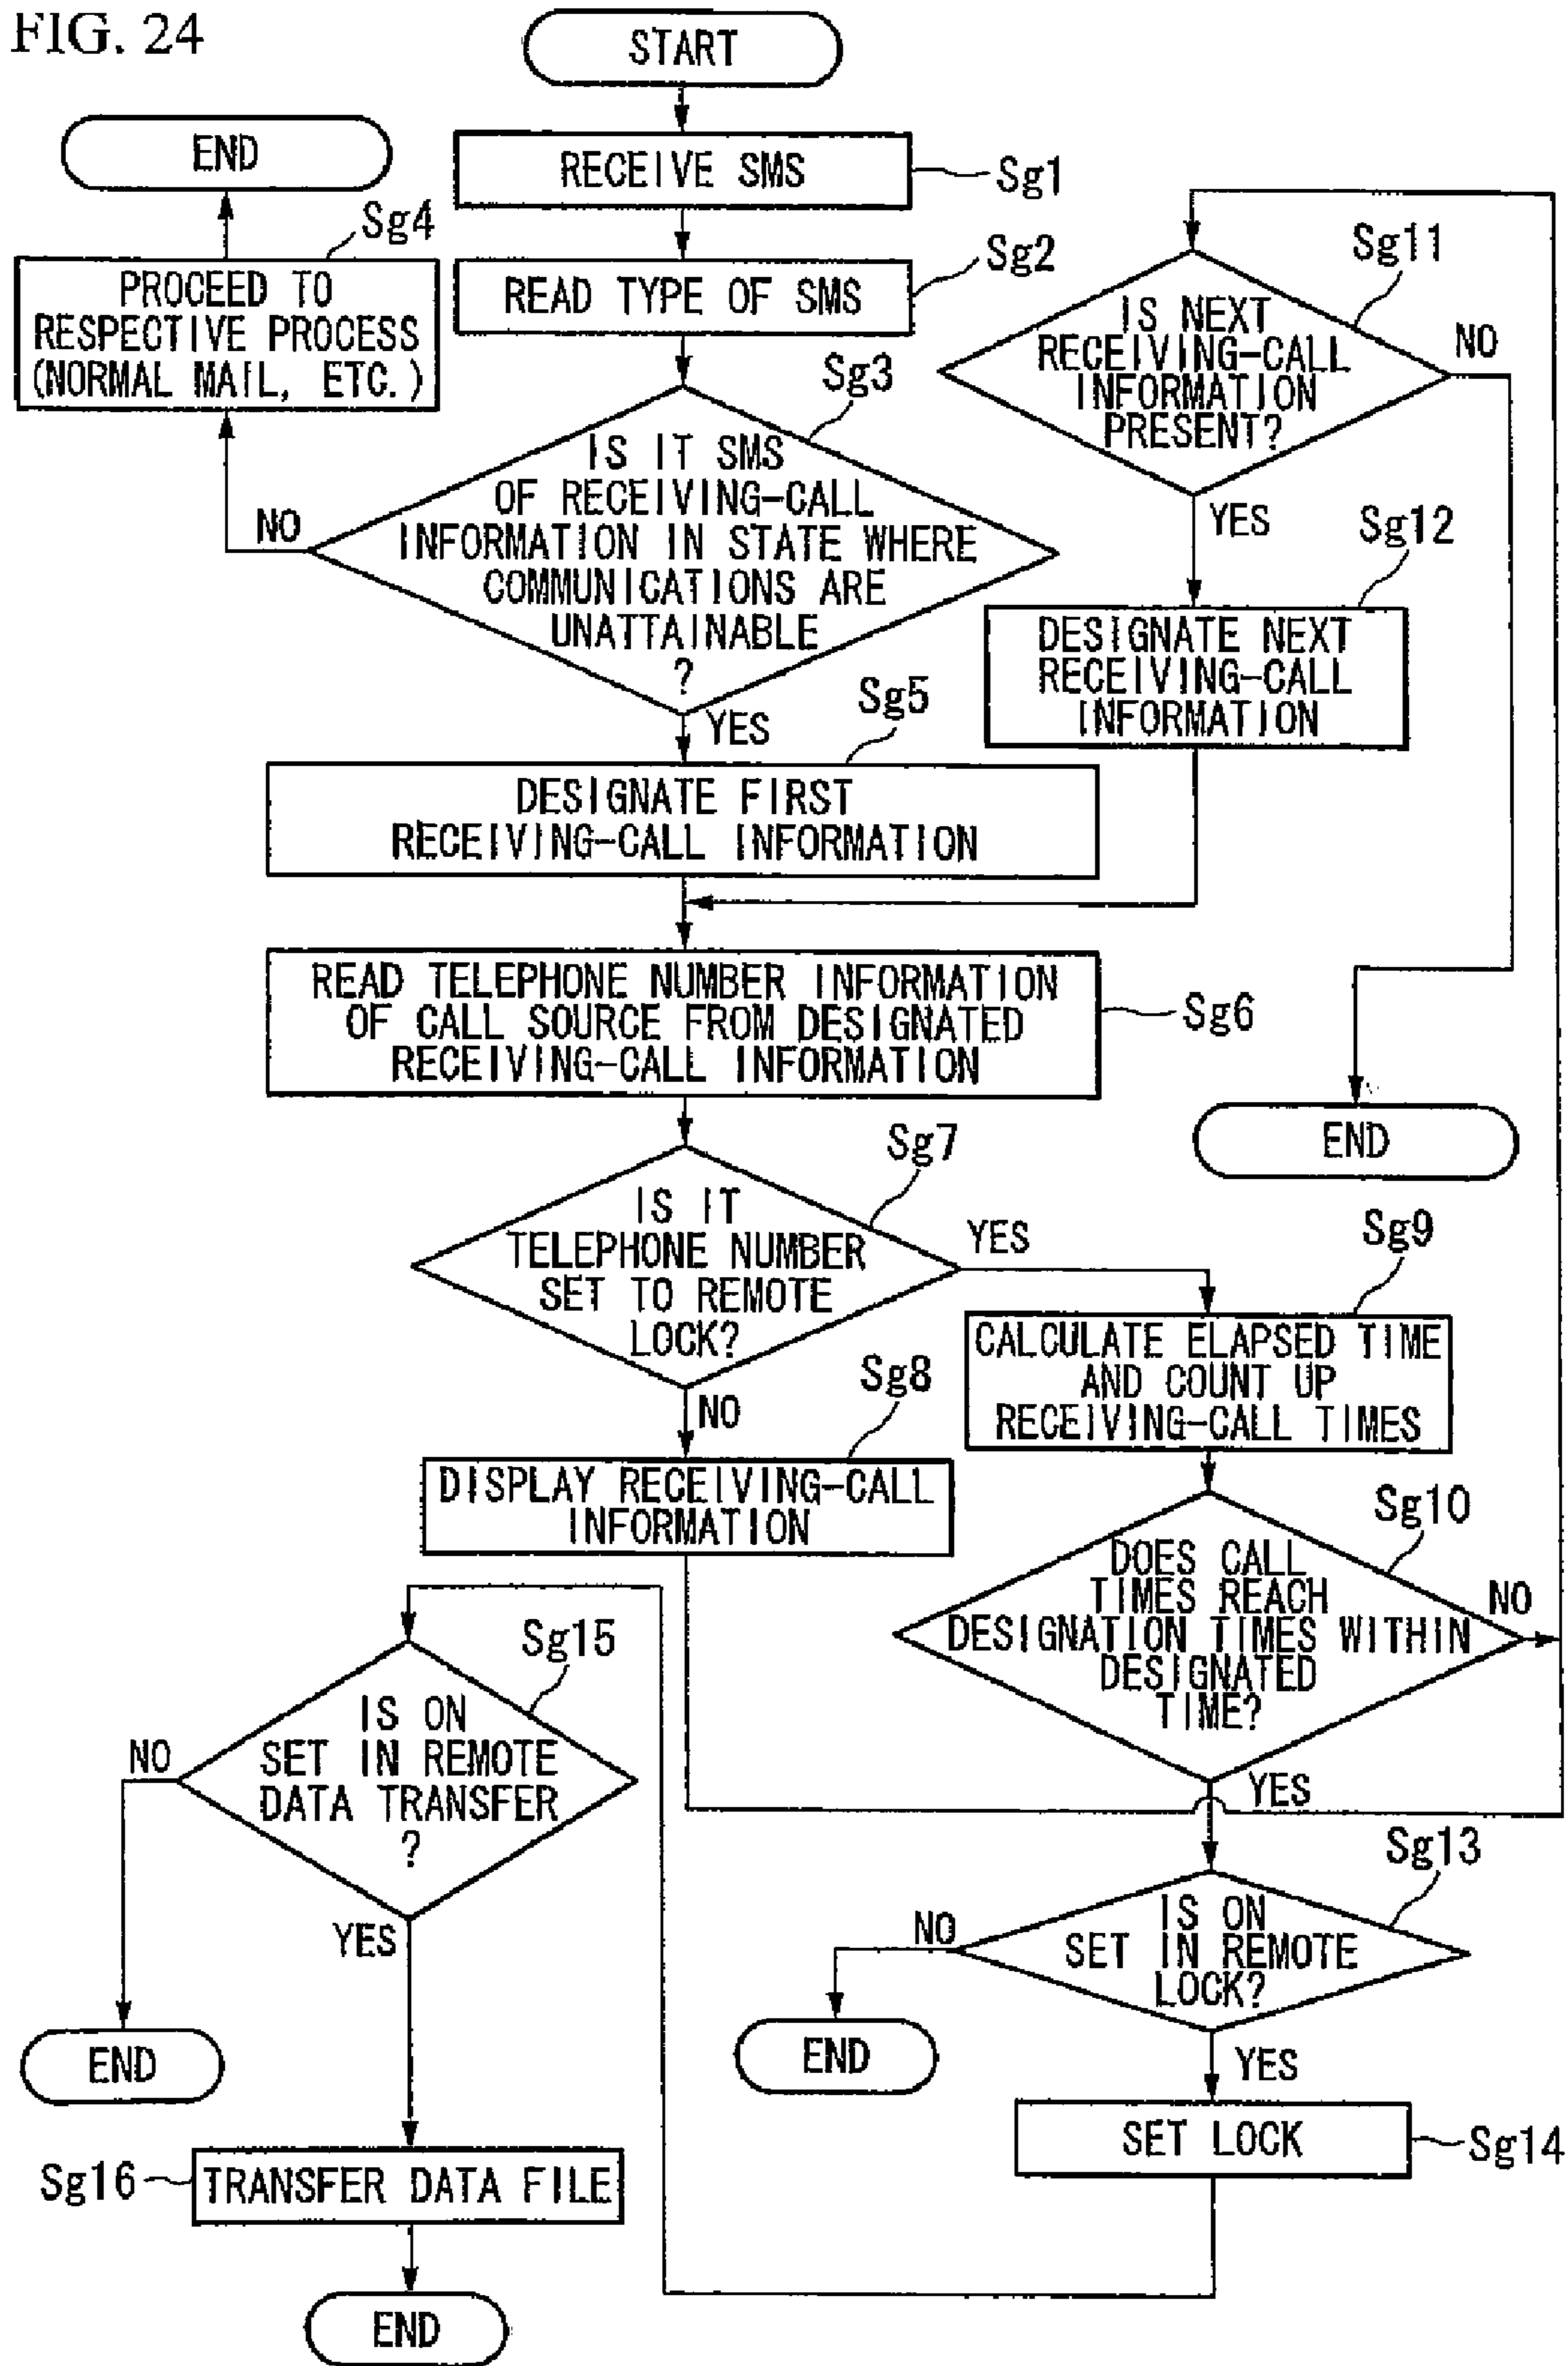 FIG. 24
START
RECEIVE SMS
Sg1
READ TYPE OF SMS
Sg2
IS IT SMS
OF RECEIVING-CALL
INFORMATION IN STATE WHERE
COMMUNICATIONS ARE
UNATTAINABLE
?
Sg3
NO
YES
PROCEED TO
RESPECTIVE PROCESS
(NORMAL MAIL, ETC.)
Sg4
END
DESIGNATE FIRST
RECEIVING-CALL INFORMATION
Sg5
READ TELEPHONE NUMBER INFORMATION
OF CALL SOURCE FROM DESIGNATED
RECEIVING-CALL INFORMATION
Sg6
IS IT
TELEPHONE NUMBER
SET TO REMOTE
LOCK?
Sg7
YES
NO
DISPLAY RECEIVING-CALL
INFORMATION
Sg8
CALCULATE ELAPSED TIME
AND COUNT UP
RECEIVING-CALL TIMES
Sg9
DOES CALL
TIMES REACH
DESIGNATION TIMES WITHIN
DESIGNATED
TIME?
Sg10
NO
YES
IS NEXT
RECEIVING-CALL
INFORMATION
PRESENT?
Sg11
NO
YES
DESIGNATE NEXT
RECEIVING-CALL
INFORMATION
Sg12
END
IS ON
SET IN REMOTE
LOCK?
Sg13
NO
END
YES
SET LOCK
Sg14
IS ON
SET IN REMOTE
DATA TRANSFER
?
Sg15
NO
END
YES
TRANSFER DATA FILE
Sg16
END